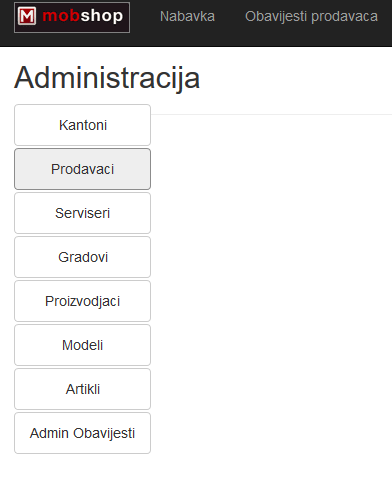 M mobshop Nabavka Obavijesti prodavaca
Administracija
Kantoni
Prodavaci
Serviseri
Gradovi
Proizvodjaci
Modeli
Artikli
Admin Obavijesti